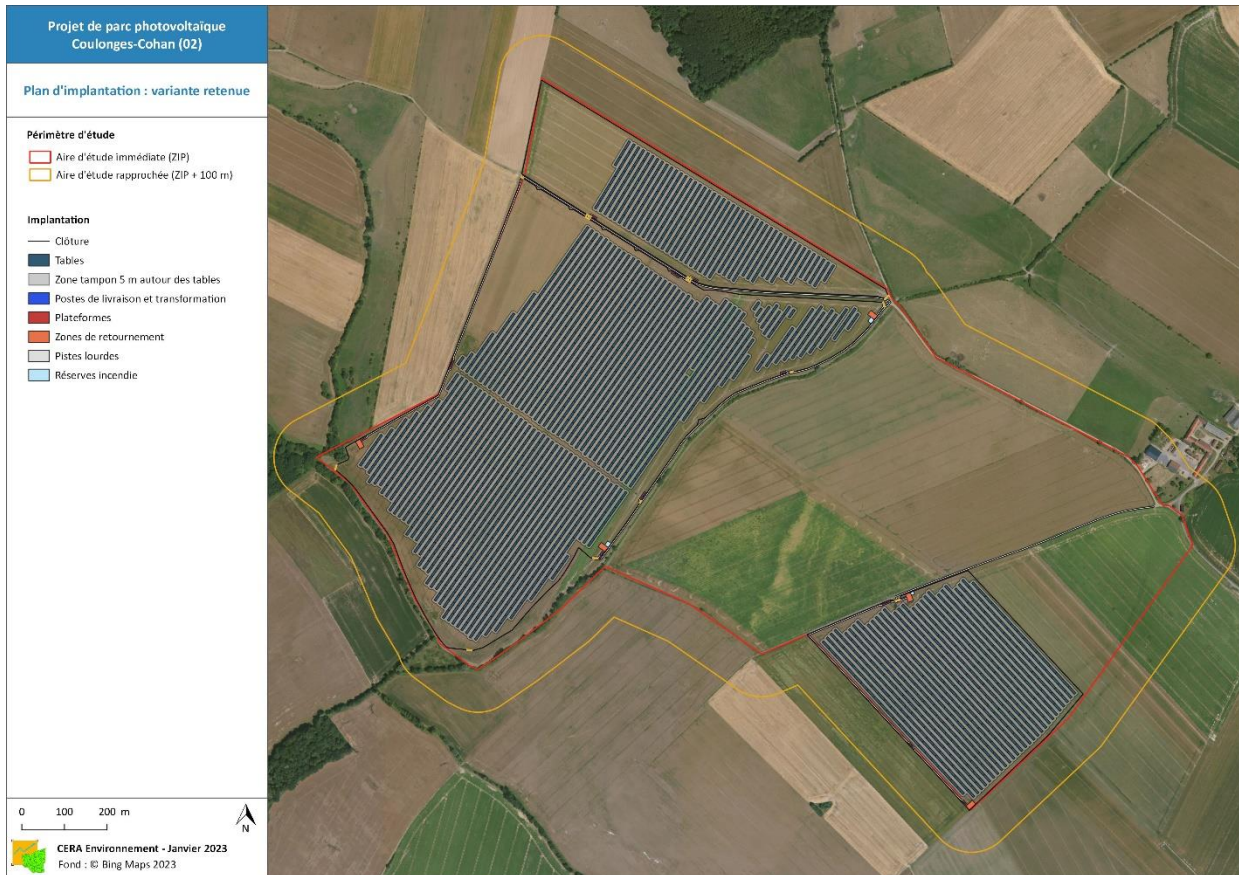 Projet de parc photovoltaïque
Coulonges-Cohan (02)
Plan d'implantation : variante retenue
Périmètre d'étude
Aire d'étude immédiate (ZIP)
Aire d'étude rapprochée (ZIP + 100 m)
Implantation
Clôture
Tables
Zone tampon 5 m autour des tables
Postes de livraison et transformation
Plateformes
Zones de retournement
Pistes lourdes
Réserves incendie
0 100 200 m
N
CERA Environnement - Janvier 2023
Fond : © Bing Maps 2023